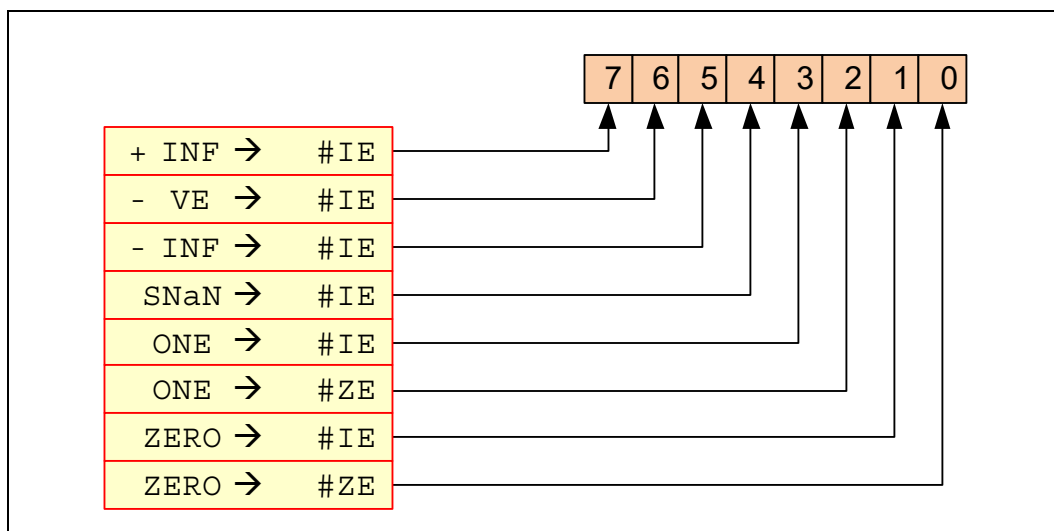 7 6 5 4 3 2 1 0
+ INF → #IE
- VE → #IE
- INF → #IE
SNaN → #IE
ONE → #IE
ONE → #ZE
ZERO → #IE
ZERO → #ZE